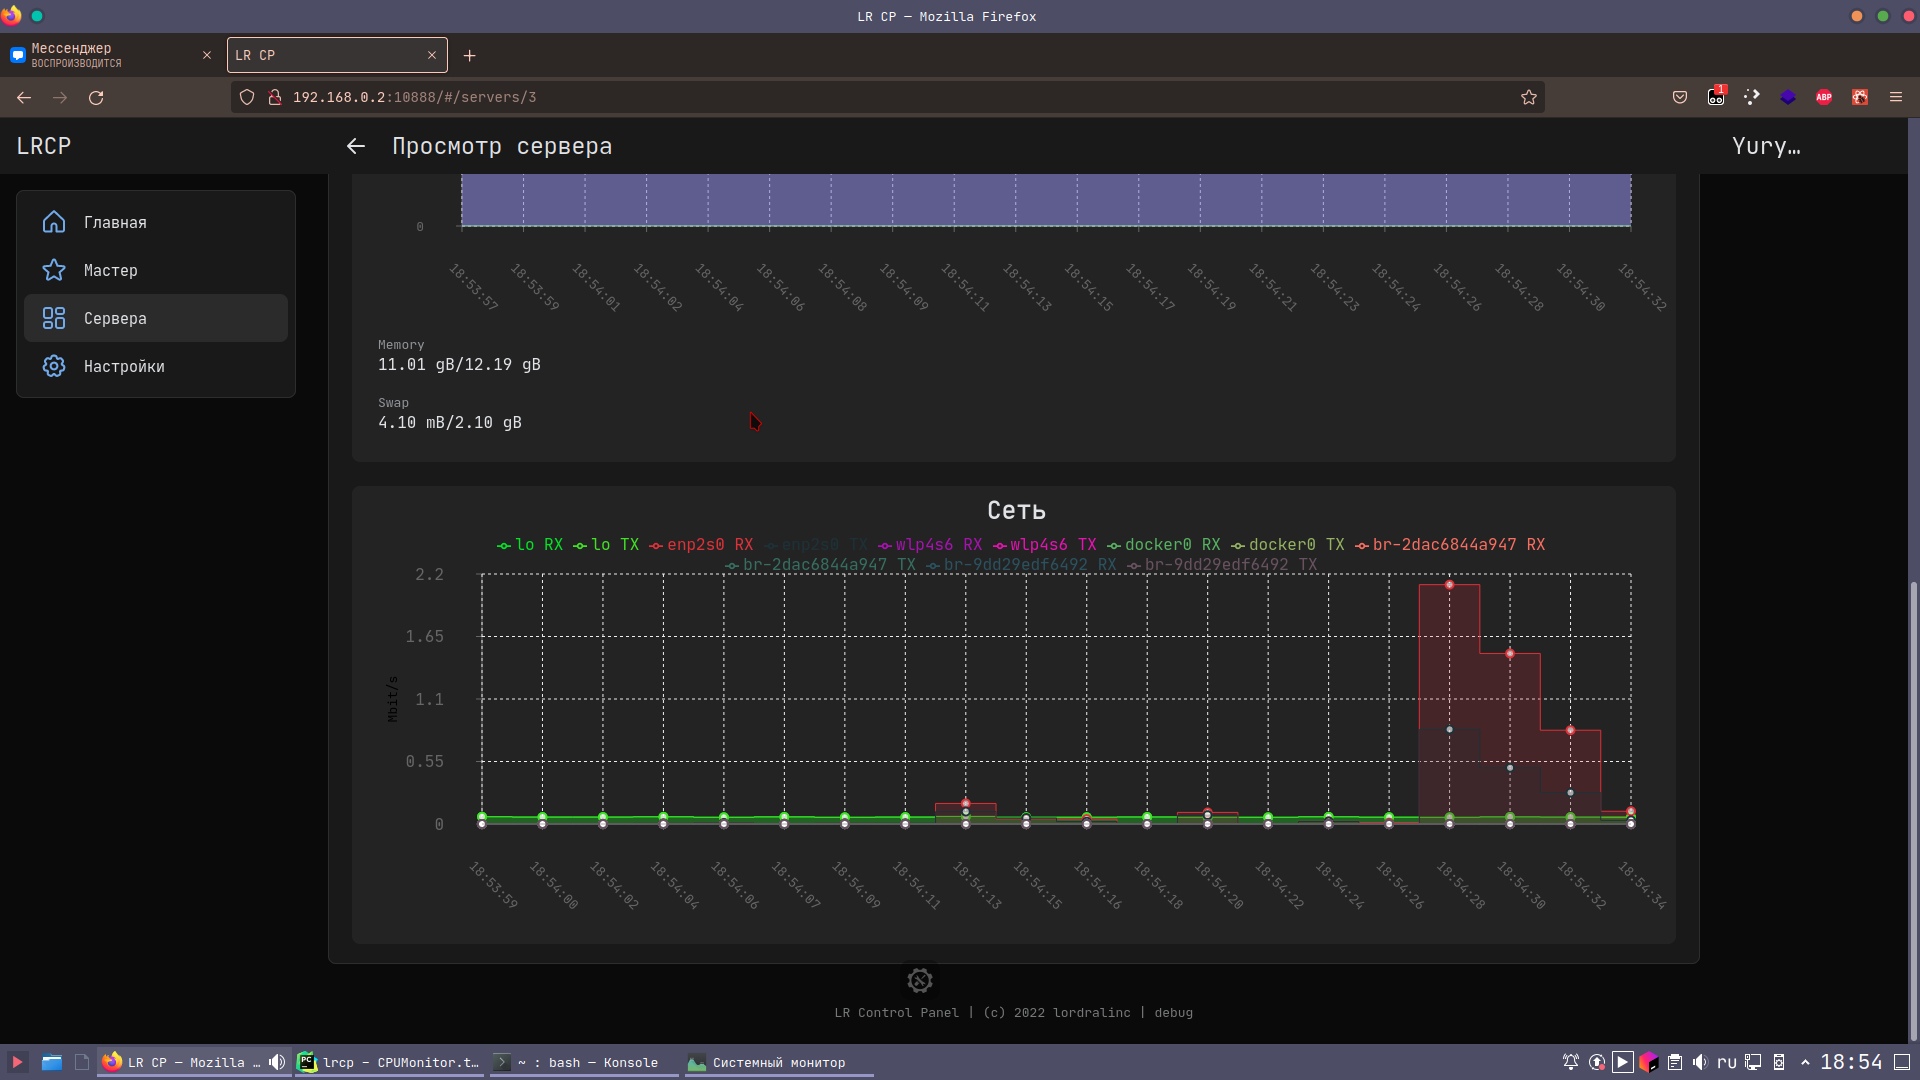 LR CP — Mozilla Firefox
Мессенджер
ВОСПРОИЗВОДИТСЯ
LR CP
192.168.0.2:10888/#/servers/3
1
ABP
LRCP
Просмотр сервера
Yury…
Главная
Мастер
Сервера
Настройки
0
18:53:57 18:53:59 18:54:01 18:54:02 18:54:04 18:54:06 18:54:08 18:54:09 18:54:11 18:54:13 18:54:15 18:54:17 18:54:19 18:54:21 18:54:23 18:54:24 18:54:26 18:54:28 18:54:30 18:54:32
Memory
11.01 gB/12.19 gB
Swap
4.10 mB/2.10 gB
Сеть
lo RX lo TX enp2s0 RX enp2s0 TX wlp4s6 RX wlp4s6 TX docker0 RX docker0 TX br-2dac6844a947 RX
br-2dac6844a947 TX br-9dd29edf6492 RX br-9dd29edf6492 TX
2.2
1.65
1.1
0.55
0
Mbit/s
18:53:59 18:54:00 18:54:02 18:54:04 18:54:06 18:54:07 18:54:09 18:54:11 18:54:13 18:54:15 18:54:16 18:54:18 18:54:20 18:54:22 18:54:24 18:54:26 18:54:28 18:54:30 18:54:32 18:54:34
LR Control Panel | (c) 2022 lordralinc | debug
LR CP — Mozilla …
PC
lrcp – CPUMonitor.t…
~ : bash — Konsole
Системный монитор
ru
18:54